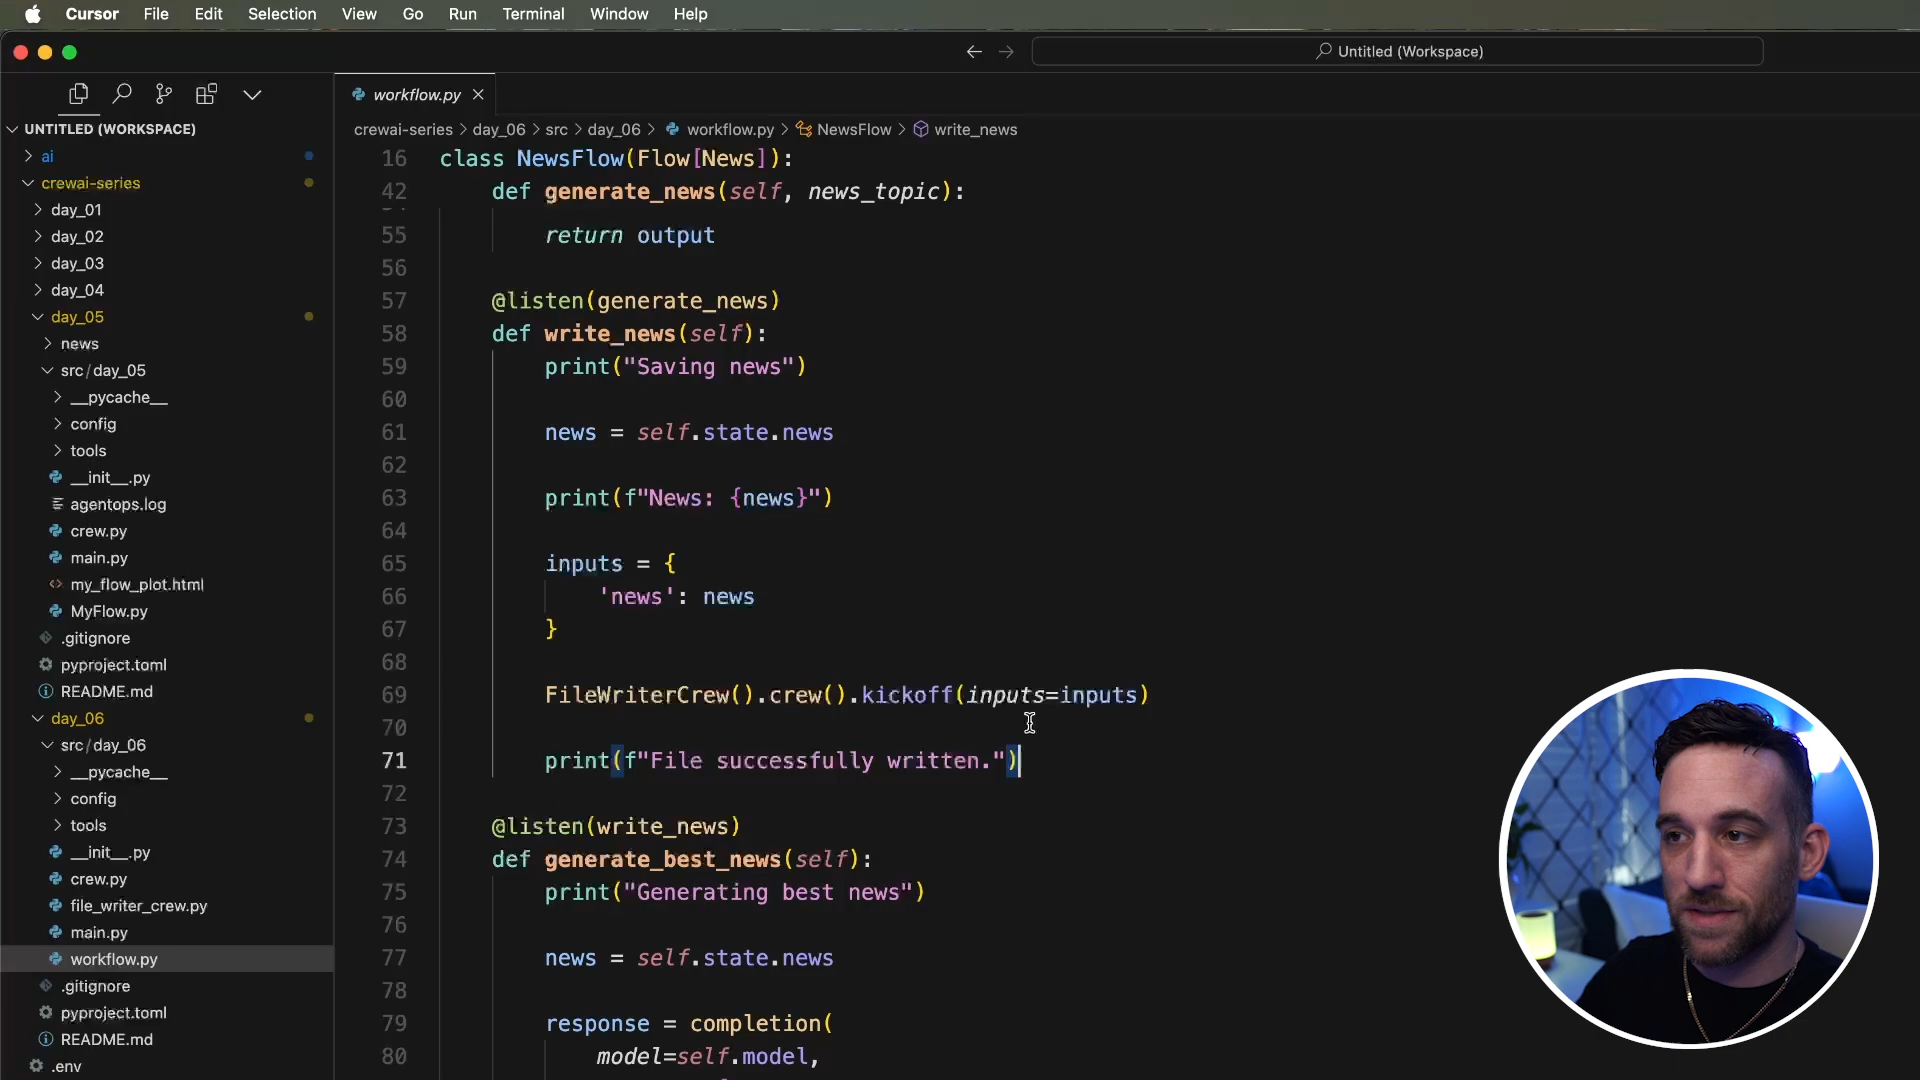 Cursor File Edit Selection View Go Run Terminal Window Help
Untitled (Workspace)
workflow.py
UNTITLED (WORKSPACE)
ai
crewai-series
day_01
day_02
day_03
day_04
day_05
news
src/day_05
__pycache__
config
tools
__init__.py
agentops.log
crew.py
main.py
my_flow_plot.html
MyFlow.py
.gitignore
pyproject.toml
README.md
day_06
src/day_06
__pycache__
config
tools
__init__.py
crew.py
file_writer_crew.py
main.py
workflow.py
.gitignore
pyproject.toml
README.md
.env
crewai-series > day_06 > src > day_06 > workflow.py > NewsFlow > write_news
16 class NewsFlow(Flow[News]):
42 def generate_news(self, news_topic):
55 return output
56
57 @listen(generate_news)
58 def write_news(self):
59 print("Saving news")
60
61 news = self.state.news
62
63 print(f"News: {news}")
64
65 inputs = {
66 'news': news
67 }
68
69 FileWriterCrew().crew().kickoff(inputs=inputs)
70
71 print(f"File successfully written.")
72
73 @listen(write_news)
74 def generate_best_news(self):
75 print("Generating best news")
76
77 news = self.state.news
78
79 response = completion(
80 model=self.model,